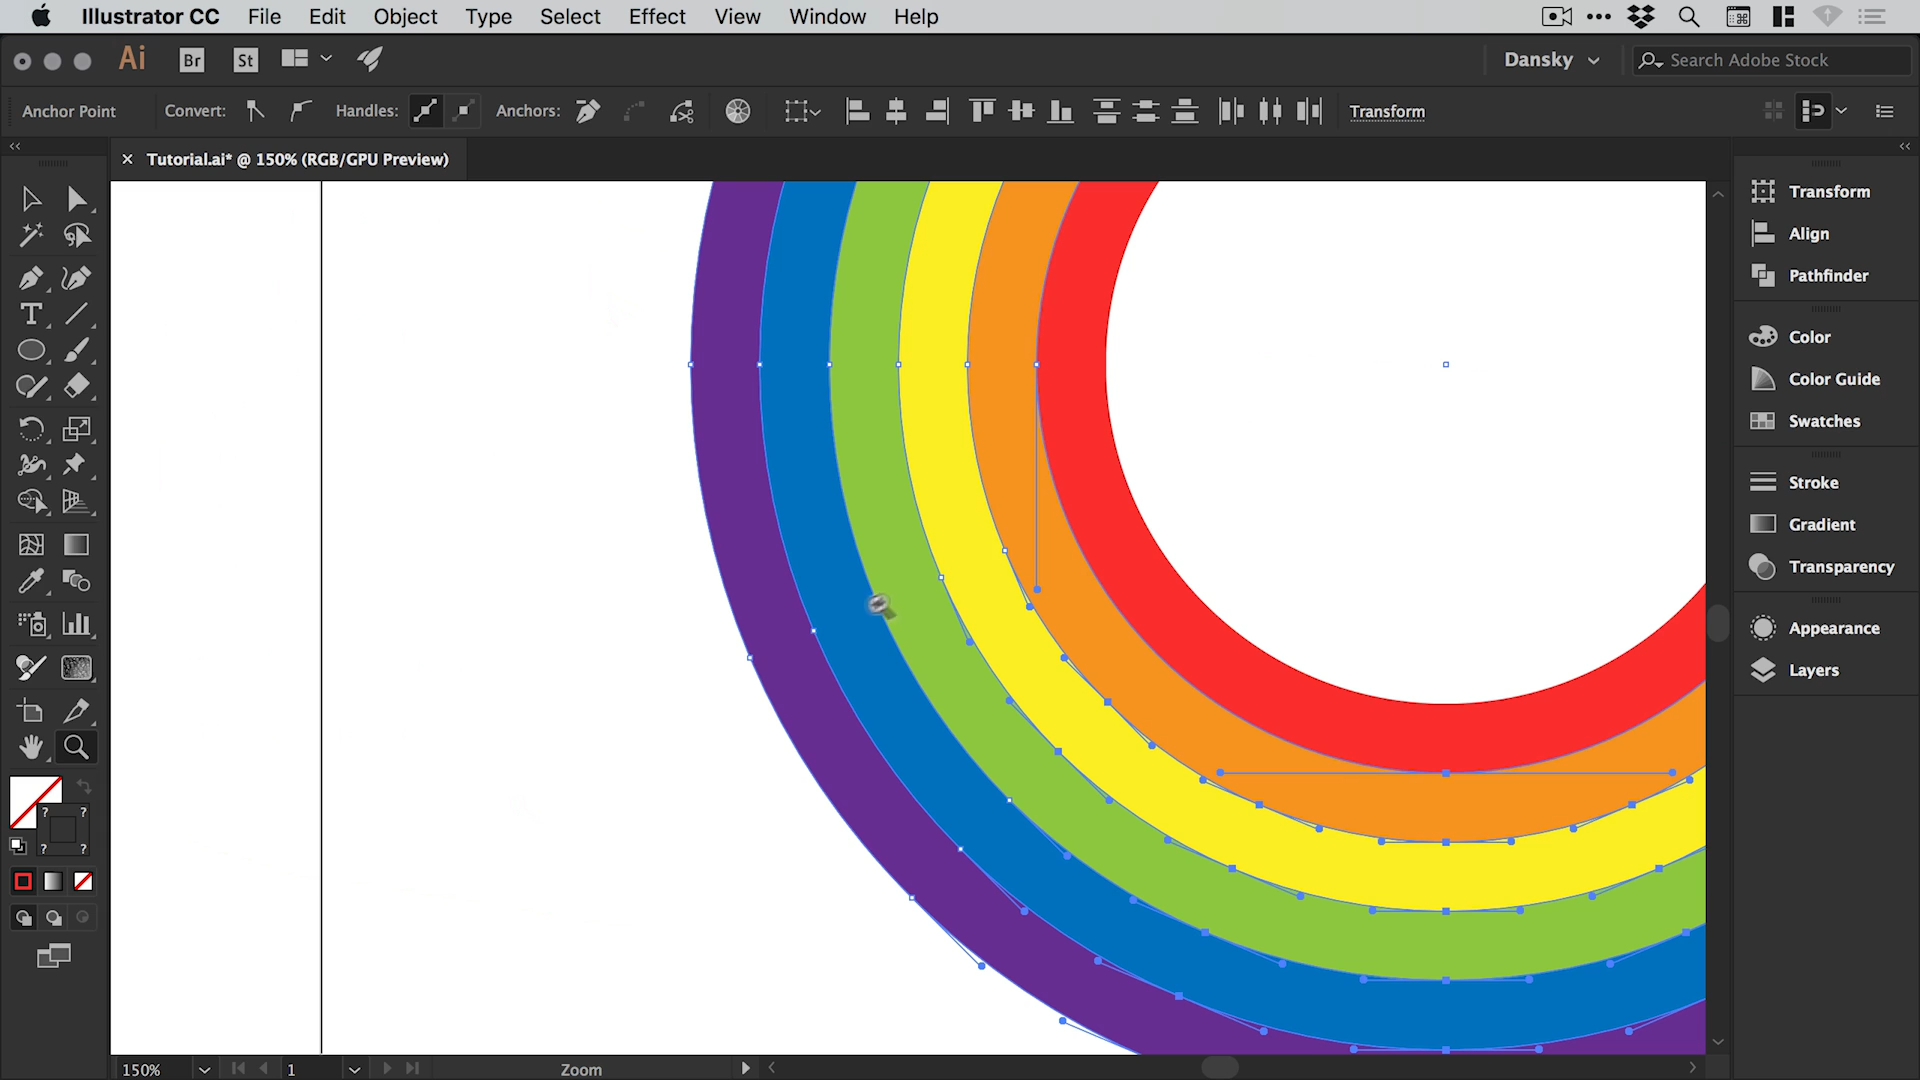 Illustrator CC File Edit Object Type Select Effect View Window Help
Ai Br St Dansky Search Adobe Stock
Anchor Point Convert: Handles: Anchors: Transform
Tutorial.ai* @ 150% (RGB/GPU Preview)
Transform
Align
Pathfinder
Color
Color Guide
Swatches
Stroke
Gradient
Transparency
Appearance
Layers
T
? ?
? ?
150% 1 Zoom